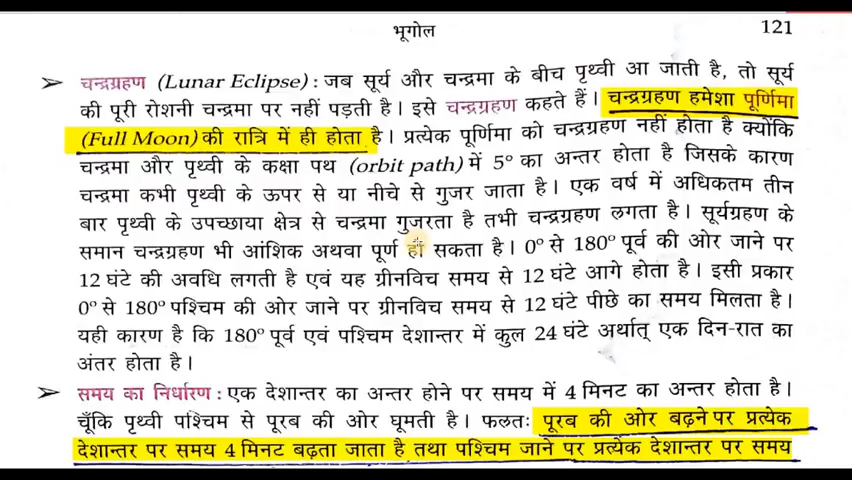 भूगोल
121
➢ चन्द्रग्रहण (Lunar Eclipse) : जब सूर्य और चन्द्रमा के बीच पृथ्वी आ जाती है, तो सूर्य
की पूरी रोशनी चन्द्रमा पर नहीं पड़ती है। इसे चन्द्रग्रहण कहते हैं। चन्द्रग्रहण हमेशा पूर्णिमा
(Full Moon) की रात्रि में ही होता है। प्रत्येक पूर्णिमा को चन्द्रग्रहण नहीं होता है क्योंकि
चन्द्रमा और पृथ्वी के कक्षा पथ (orbit path) में 5° का अन्तर होता है जिसके कारण
चन्द्रमा कभी पृथ्वी के ऊपर से या नीचे से गुजर जाता है। एक वर्ष में अधिकतम तीन
बार पृथ्वी के उपच्छाया क्षेत्र से चन्द्रमा गुजरता है तभी चन्द्रग्रहण लगता है। सूर्यग्रहण के
समान चन्द्रग्रहण भी आंशिक अथवा पूर्ण हो सकता है। 0° से 180° पूर्व की ओर जाने पर
12 घंटे की अवधि लगती है एवं यह ग्रीनविच समय से 12 घंटे आगे होता है। इसी प्रकार
0° से 180° पश्चिम की ओर जाने पर ग्रीनविच समय से 12 घंटे पीछे का समय मिलता है।
यही कारण है कि 180° पूर्व एवं पश्चिम देशान्तर में कुल 24 घंटे अर्थात् एक दिन-रात का
अंतर होता है।
➢ समय का निर्धारण : एक देशान्तर का अन्तर होने पर समय में 4 मिनट का अन्तर होता है।
चूँकि पृथ्वी पश्चिम से पूरब की ओर घूमती है। फलतः पूरब की ओर बढ़ने पर प्रत्येक
देशान्तर पर समय 4 मिनट बढ़ता जाता है तथा पश्चिम जाने पर प्रत्येक देशान्तर पर समय